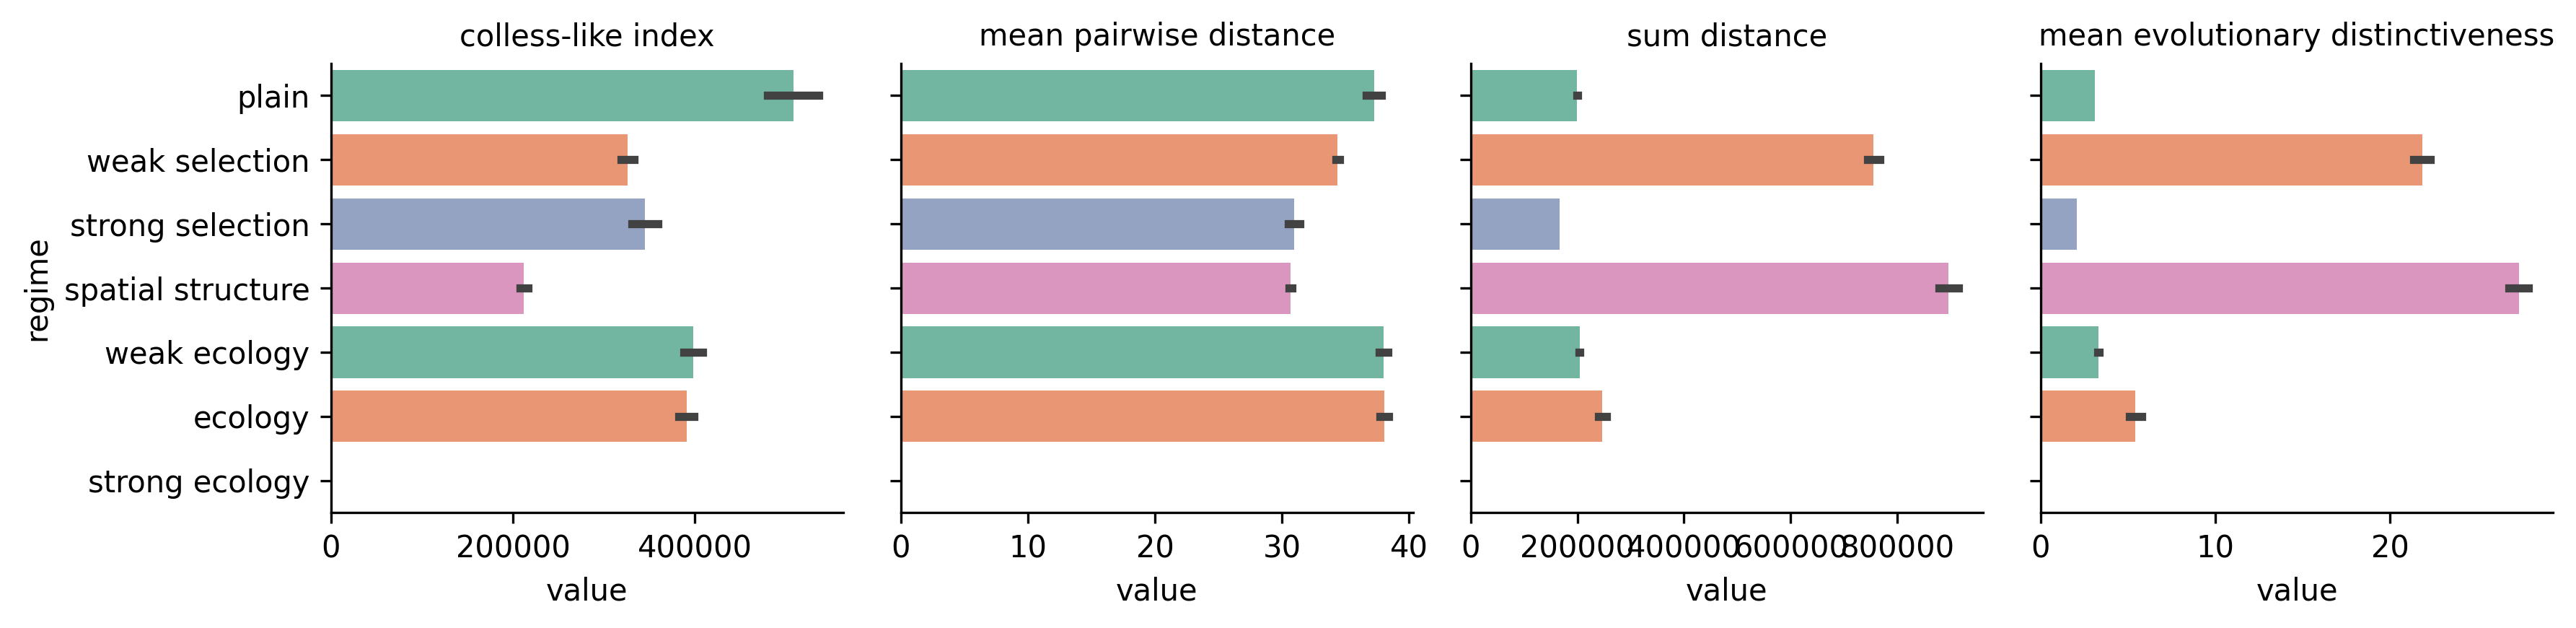 colless-like index
mean pairwise distance
sum distance
mean evolutionary distinctiveness
regime
plain
weak selection
strong selection
spatial structure
weak ecology
ecology
strong ecology
0 200000 400000
0 10 20 30 40
0 200000 400000 600000 800000
0 10 20
value
value
value
value